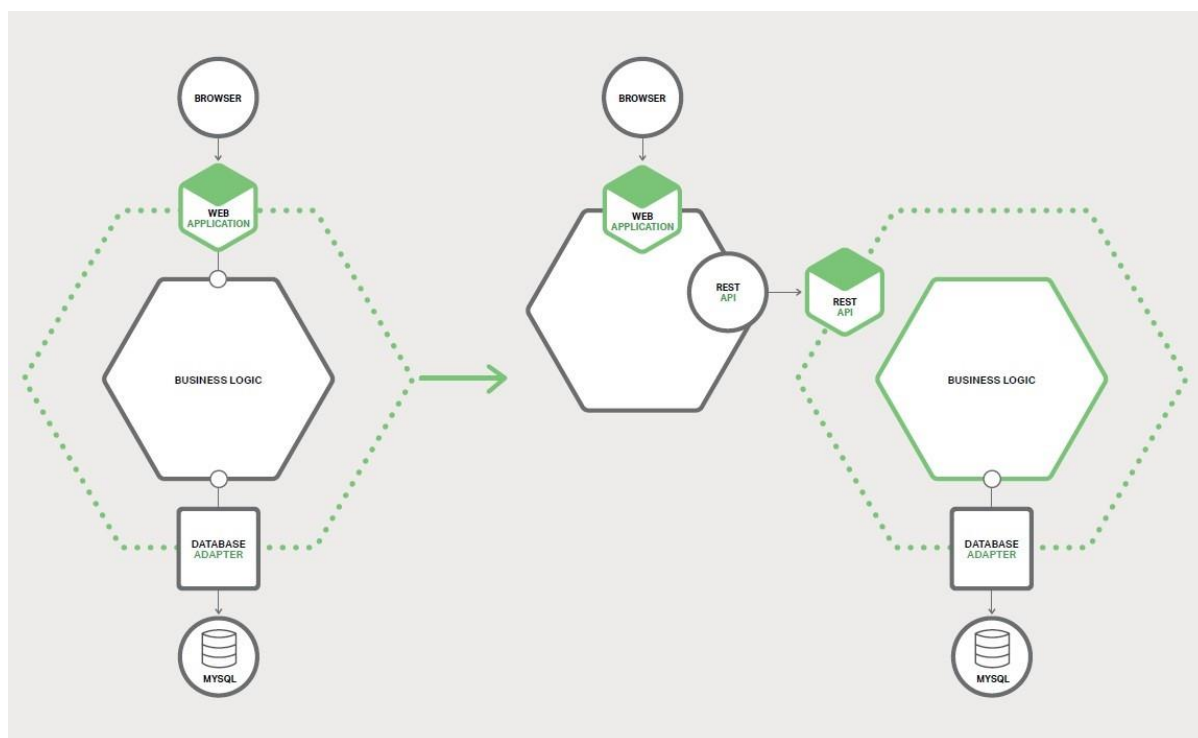 BROWSER
WEB
APPLICATION
BUSINESS LOGIC
DATABASE
ADAPTER
MYSQL
BROWSER
WEB
APPLICATION
REST
API
REST
API
BUSINESS LOGIC
DATABASE
ADAPTER
MYSQL